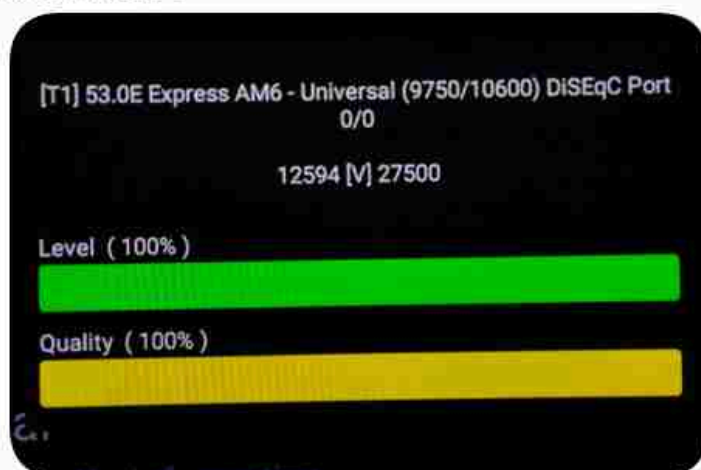 [T1] 53.0E Express AM6 - Universal (9750/10600) DiSEqC Port
0/0
12594 [V] 27500
Level ( 100% )
Quality ( 100% )